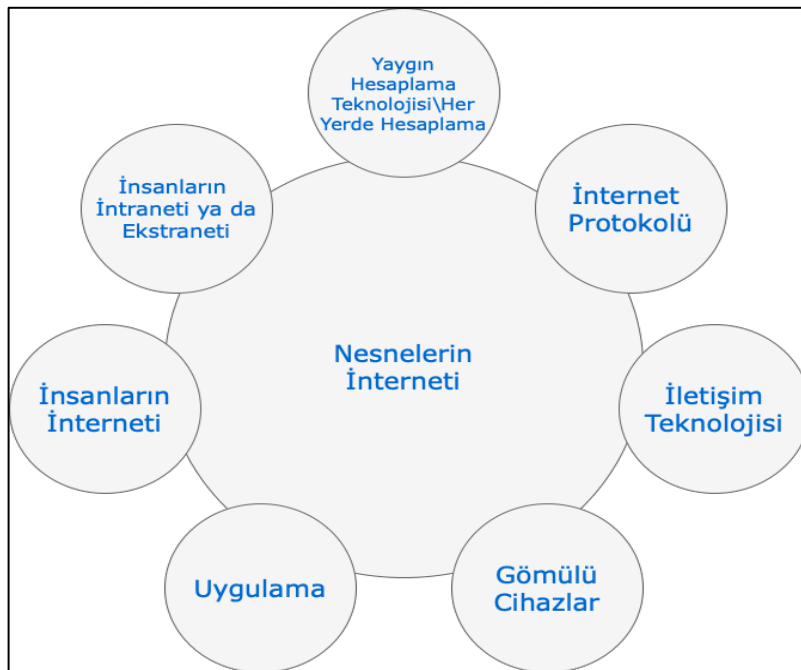 Yaygın
Hesaplama
Teknolojisi\Her
Yerde Hesaplama
İnsanların
İntraneti ya da
Ekstraneti
İnternet
Protokolü
Nesnelerin
İnterneti
İnsanların
İnterneti
İletişim
Teknolojisi
Uygulama
Gömülü
Cihazlar